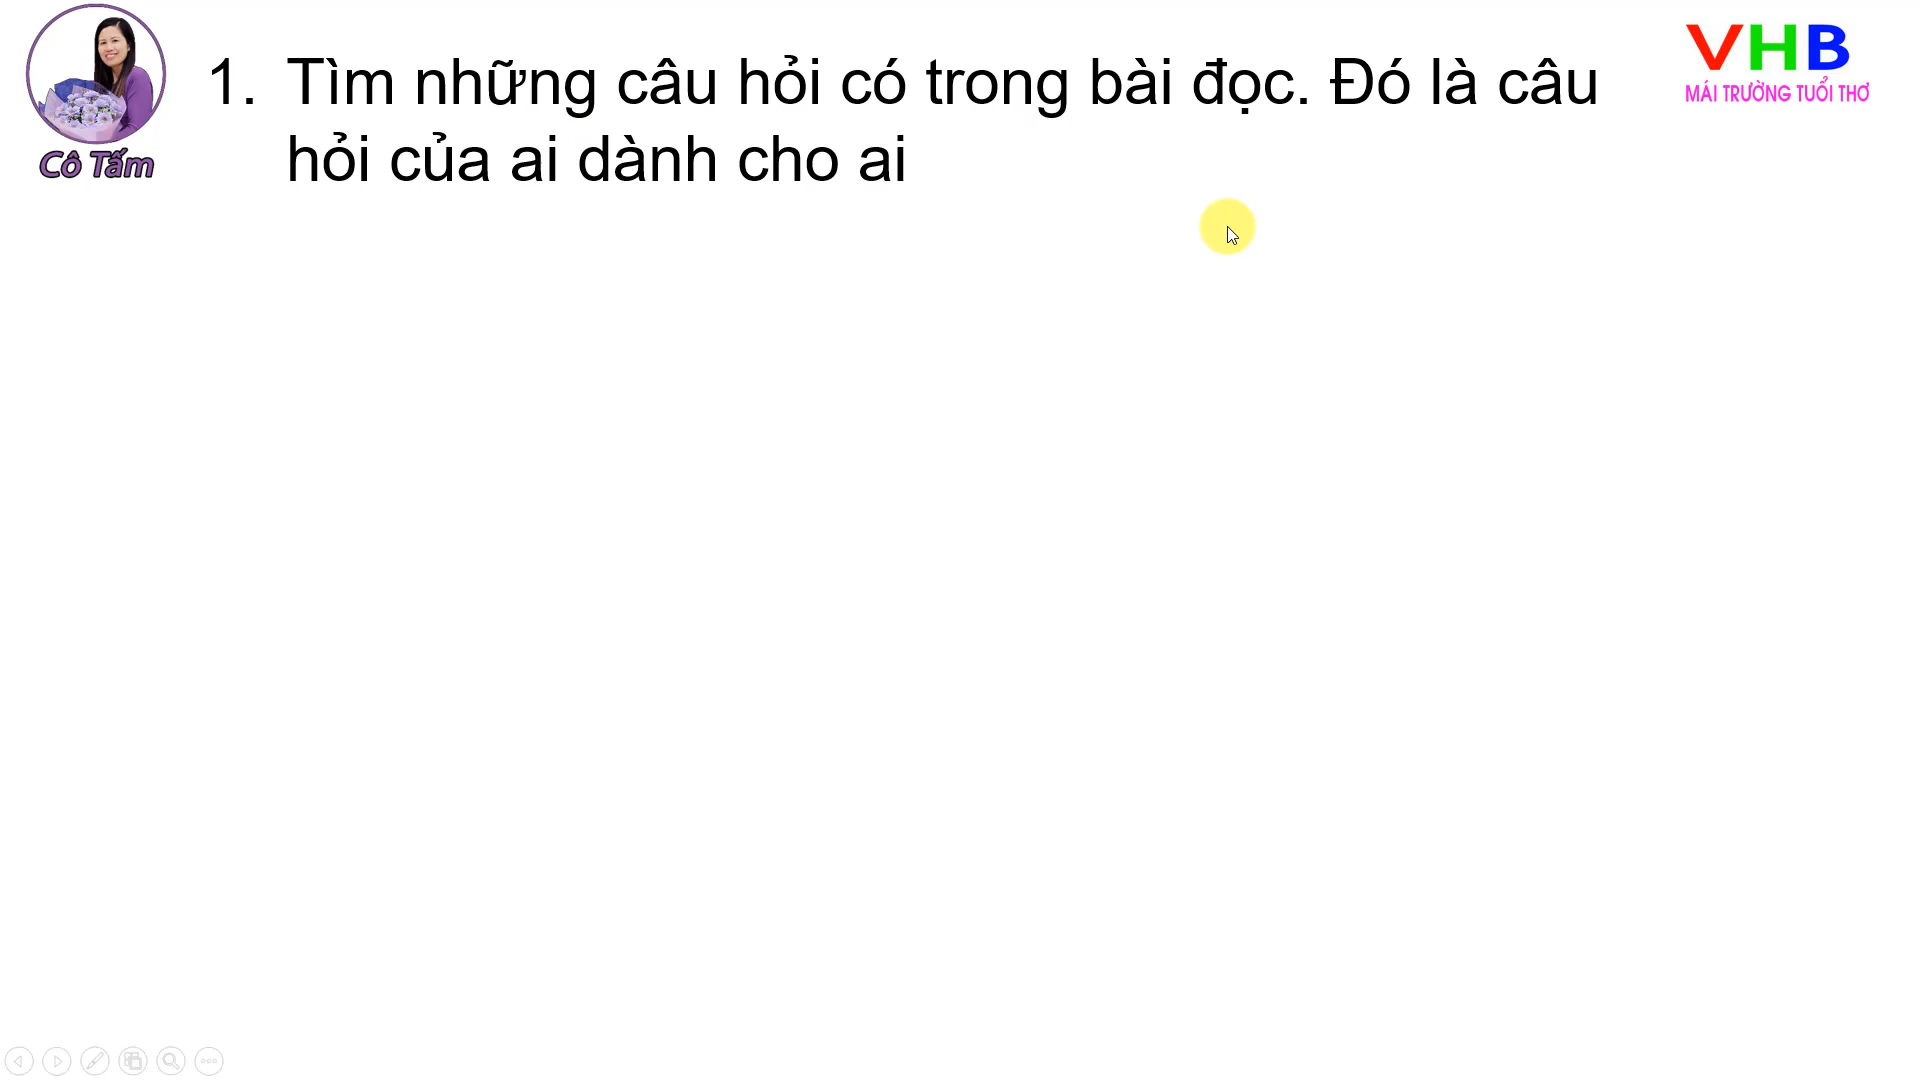 1. Tìm những câu hỏi có trong bài đọc. Đó là câu
hỏi của ai dành cho ai
Cô Tấm
VHB
MÁI TRƯỜNG TUỔI THƠ